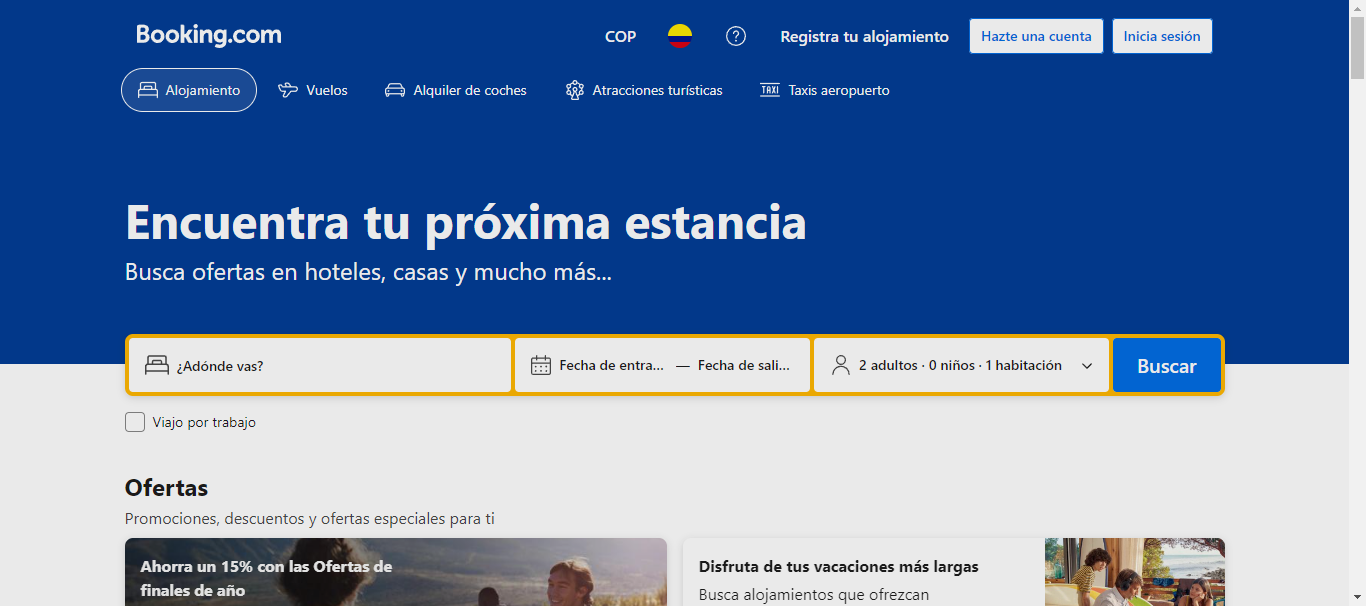 Booking.com
COP
Registra tu alojamiento
Hazte una cuenta
Inicia sesión
Alojamiento
Vuelos
Alquiler de coches
Atracciones turísticas
TAXI
Taxis aeropuerto
Encuentra tu próxima estancia
Busca ofertas en hoteles, casas y mucho más...
¿Adónde vas?
Fecha de entra... — Fecha de sali...
2 adultos · 0 niños · 1 habitación
Buscar
Viajo por trabajo
Ofertas
Promociones, descuentos y ofertas especiales para ti
Ahorra un 15% con las Ofertas de
finales de año
Disfruta de tus vacaciones más largas
Busca alojamientos que ofrezcan